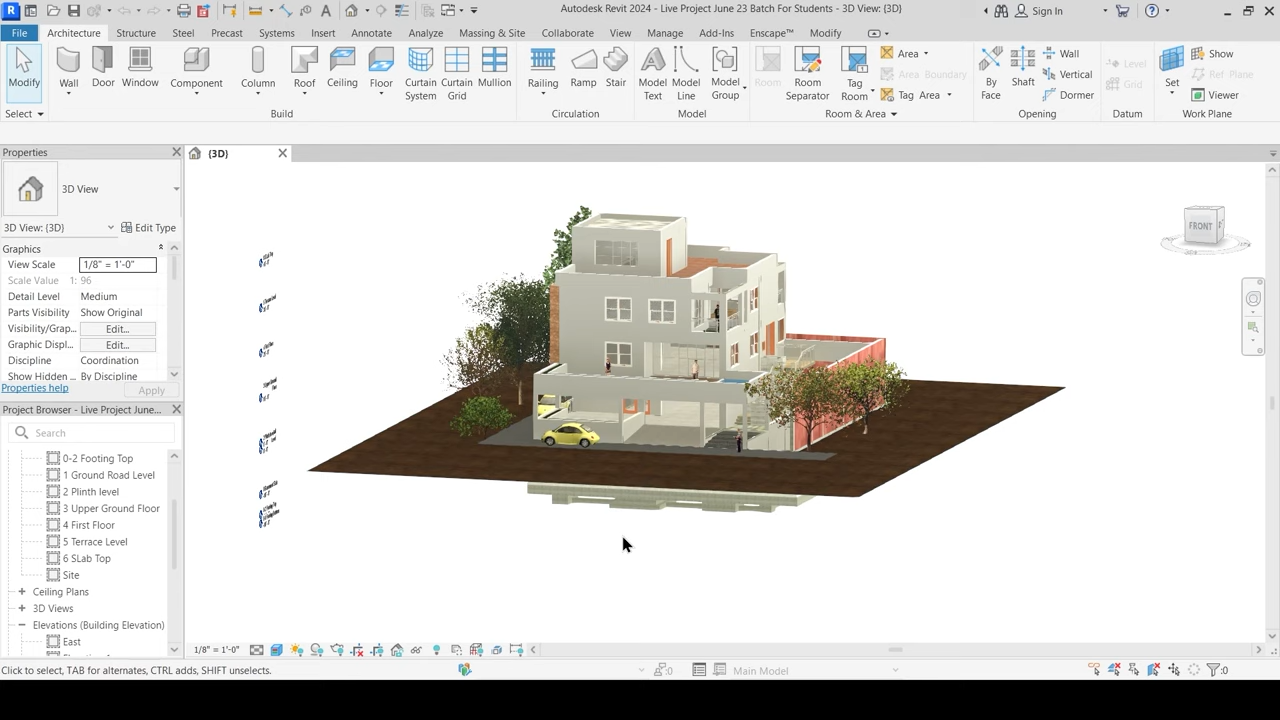 Autodesk Revit 2024 - Live Project June 23 Batch For Students - 3D View: {3D}
Sign In
File Architecture Structure Steel Precast Systems Insert Annotate Analyze Massing & Site Collaborate View Manage Add-Ins Enscape™ Modify
Modify Wall Door Window Component Column Roof Ceiling Floor Curtain System Curtain Grid Mullion Railing Ramp Stair Model Text Model Line Model Group Room Room Separator Tag Room
Area
Area Boundary
Tag Area
By Face Shaft
Wall
Vertical
Dormer
Level
Grid
Set
Show
Ref Plane
Viewer
Select Build Circulation Model Room & Area Opening Datum Work Plane
Properties
{3D}
3D View
3D View: {3D} Edit Type
Graphics
View Scale 1/8" = 1'-0"
Scale Value 1: 96
Detail Level Medium
Parts Visibility Show Original
Visibility/Grap... Edit...
Graphic Displ... Edit...
Discipline Coordination
Show Hidden ... By Discipline
Properties help Apply
Project Browser - Live Project June...
Search
0-2 Footing Top
1 Ground Road Level
2 Plinth level
3 Upper Ground Floor
4 First Floor
5 Terrace Level
6 SLab Top
Site
Ceiling Plans
3D Views
Elevations (Building Elevation)
East
FRONT
1/8" = 1'-0"
Click to select, TAB for alternates, CTRL adds, SHIFT unselects.
:0
Main Model
:0